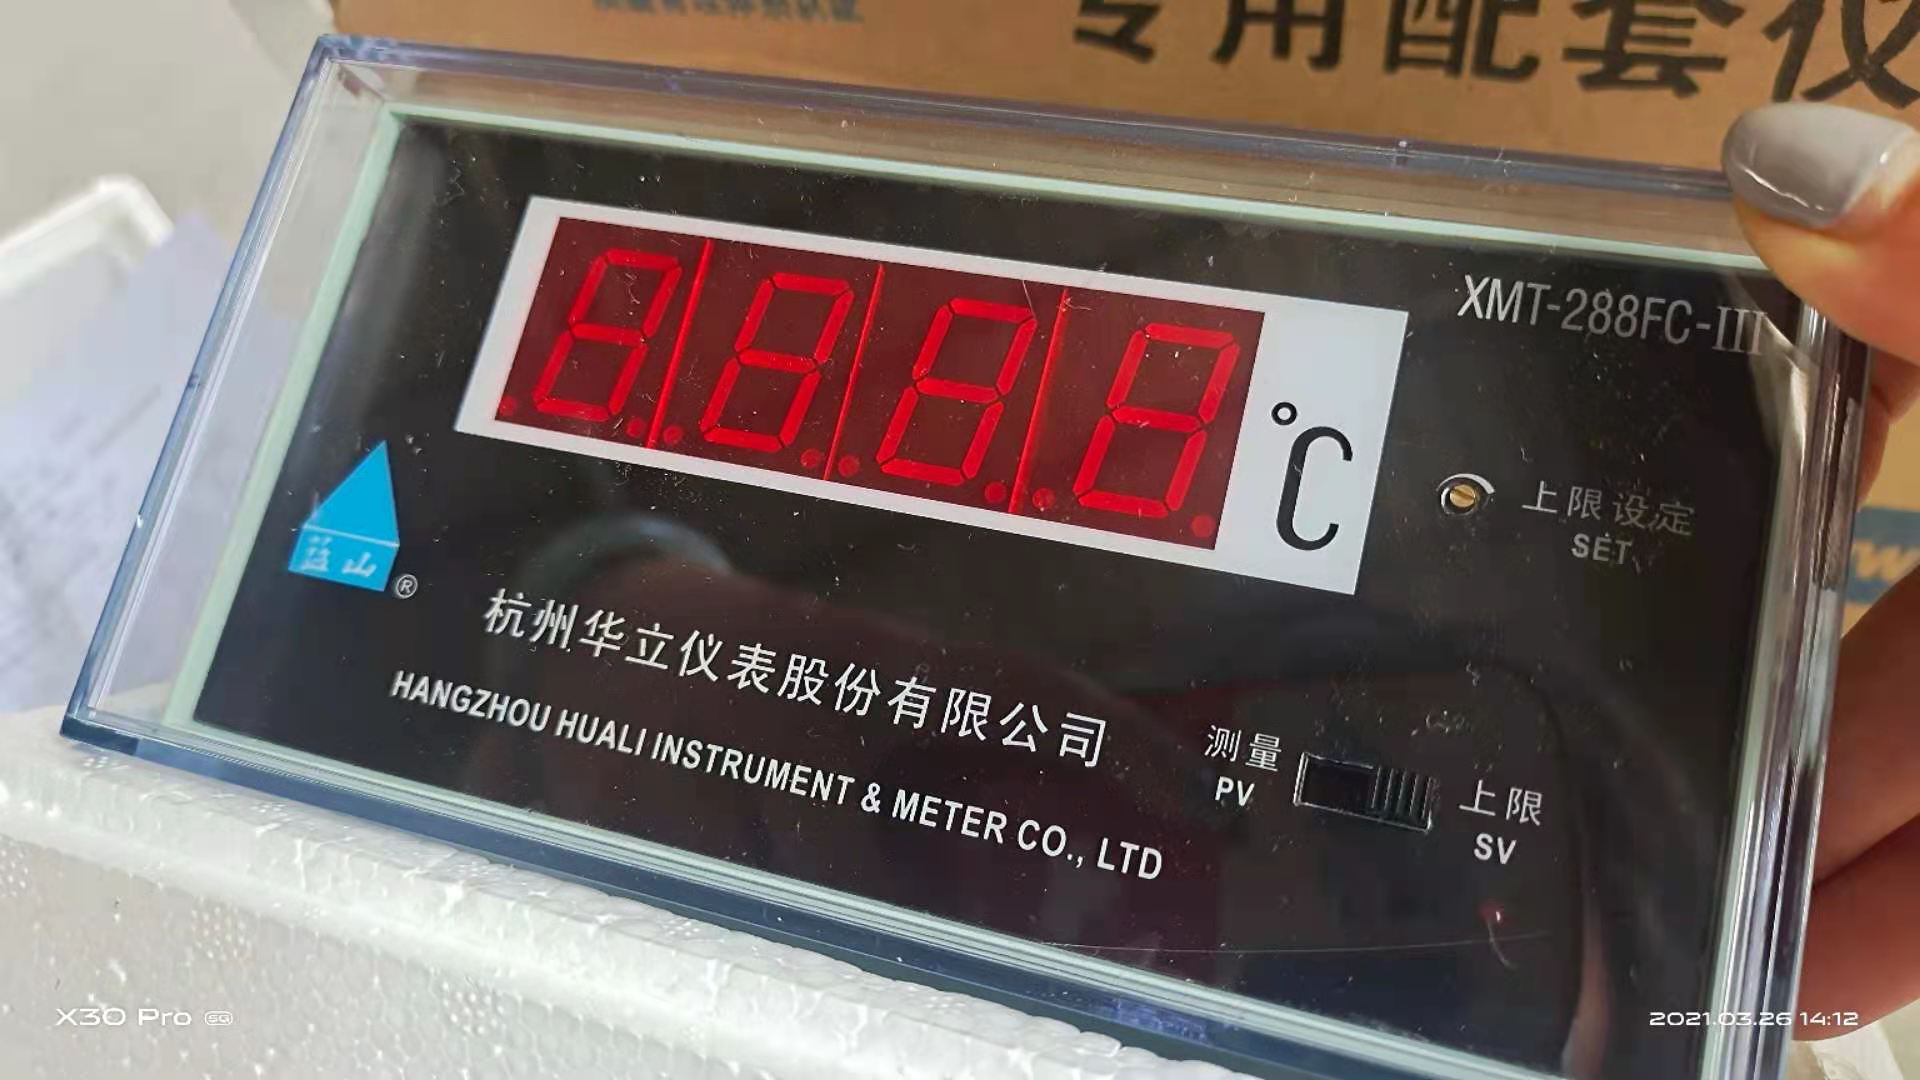 专用配套仪
XMT-288FC-III
℃
上限设定
SET
蓝山
®
杭州华立仪表股份有限公司
HANGZHOU HUALI INSTRUMENT & METER CO., LTD
测量
PV
上限
SV
X30 Pro 5G
2021.03.26 14:12